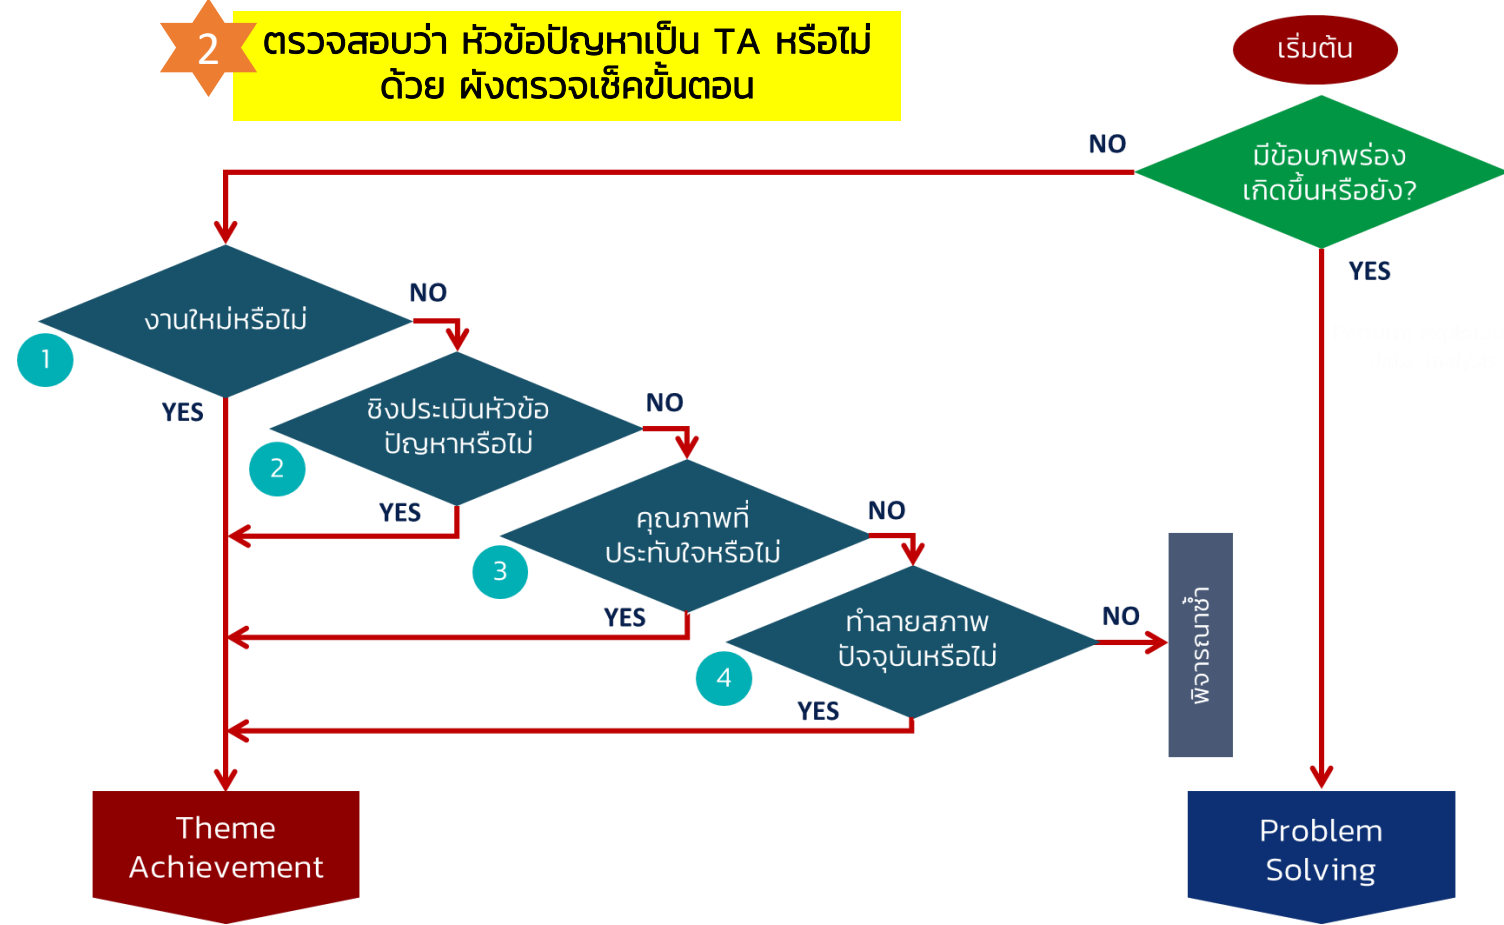 2
ตรวจสอบว่า หัวข้อปัญหาเป็น TA หรือไม่
ด้วย ผังตรวจเช็คขั้นตอน
เริ่มต้น
มีข้อบกพร่อง
เกิดขึ้นหรือยัง?
NO
YES
งานใหม่หรือไม่
1
NO
YES
ชิงประเมินหัวข้อ
ปัญหาหรือไม่
2
NO
YES
คุณภาพที่
ประทับใจหรือไม่
3
NO
YES
ทำลายสภาพ
ปัจจุบันหรือไม่
4
NO
YES
พิจารณาซ้ำ
Theme
Achievement
Problem
Solving